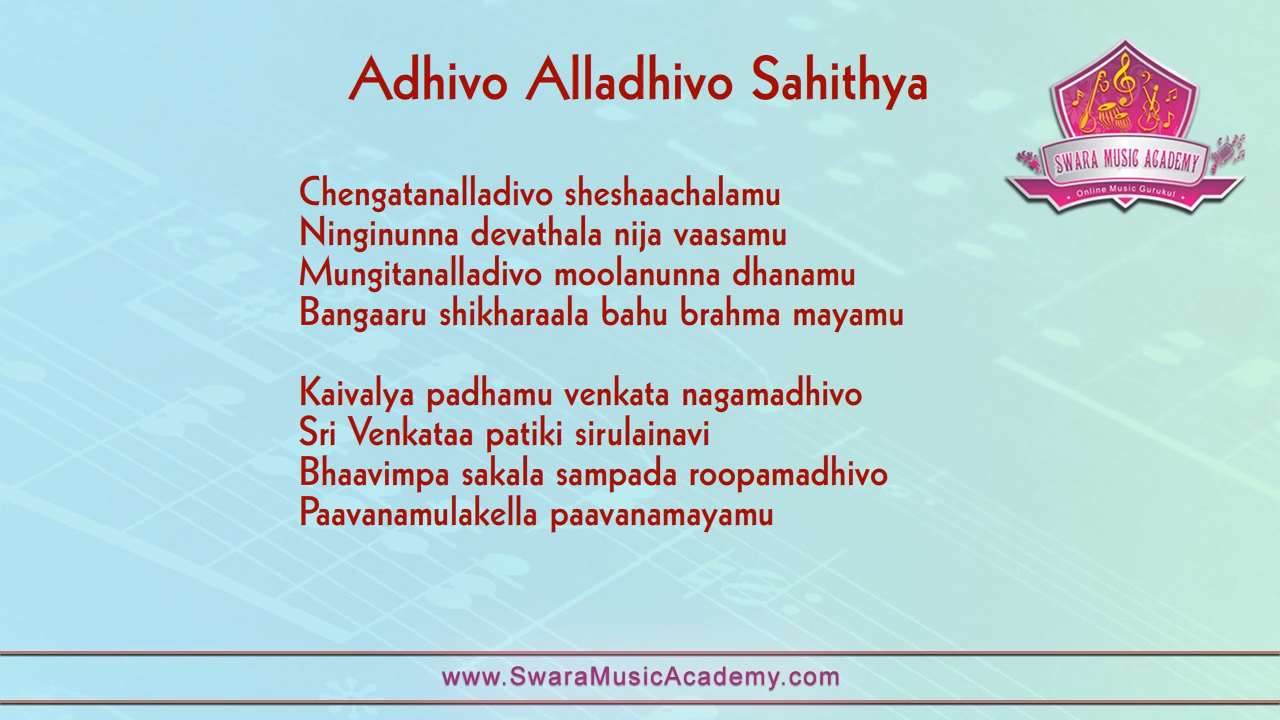 Adhivo Alladhivo Sahithya
SWARA MUSIC ACADEMY
Online Music Gurukul
Chengatanalladivo sheshaachalamu
Ninginunna devathala nija vaasamu
Mungitanalladivo moolanunna dhanamu
Bangaaru shikharaala bahu brahma mayamu
Kaivalya padhamu venkata nagamadhivo
Sri Venkataa patiki sirulainavi
Bhaavimpa sakala sampada roopamadhivo
Paavanamulakella paavanamayamu
www.SwaraMusicAcademy.com